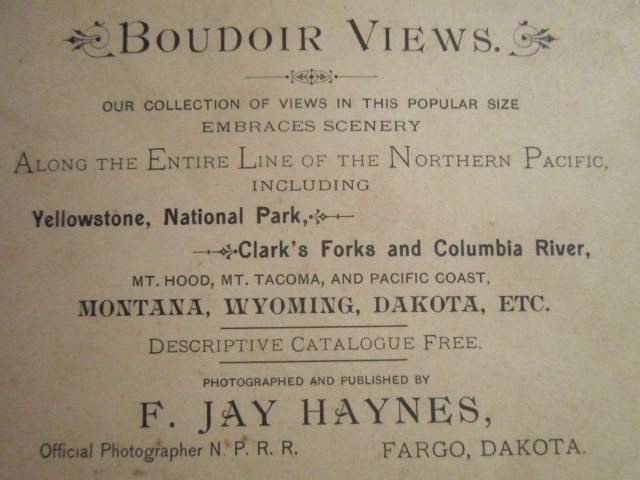 BOUDOIR VIEWS.
OUR COLLECTION OF VIEWS IN THIS POPULAR SIZE
EMBRACES SCENERY
ALONG THE ENTIRE LINE OF THE NORTHERN PACIFIC,
INCLUDING
Yellowstone, National Park,
Clark's Forks and Columbia River,
MT. HOOD, MT. TACOMA, AND PACIFIC COAST,
MONTANA, WYOMING, DAKOTA, ETC.
DESCRIPTIVE CATALOGUE FREE.
PHOTOGRAPHED AND PUBLISHED BY
F. JAY HAYNES,
Official Photographer N. P. R. R. FARGO, DAKOTA.